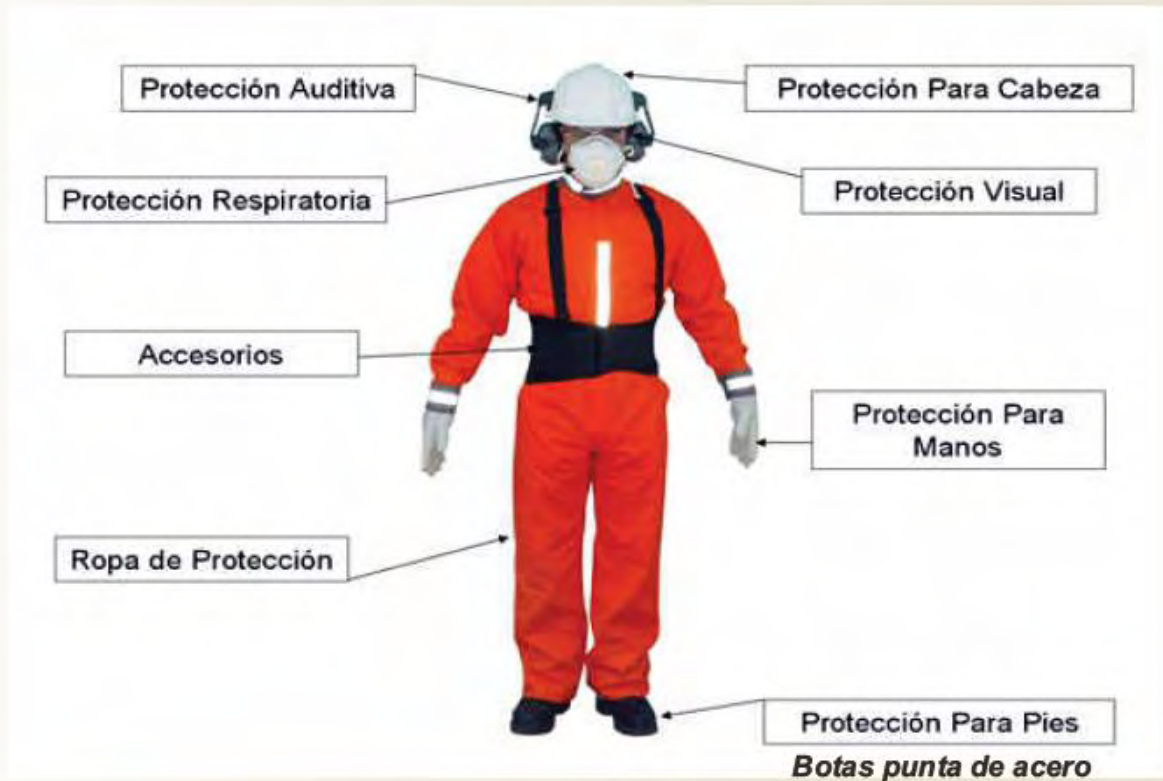 Protección Auditiva
Protección Para Cabeza
Protección Respiratoria
Protección Visual
Accesorios
Protección Para
Manos
Ropa de Protección
Protección Para Pies
Botas punta de acero